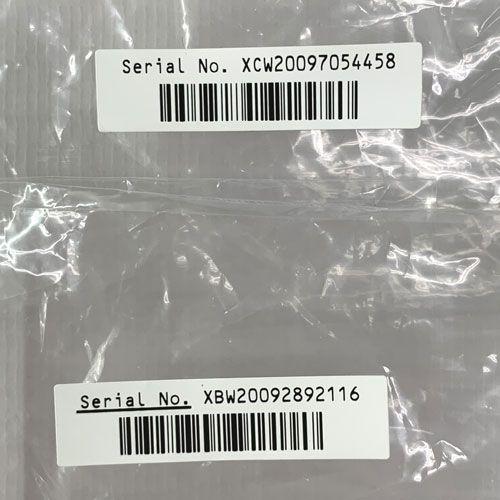 Serial No. XCW20097054458
Serial No. XBW20092892116